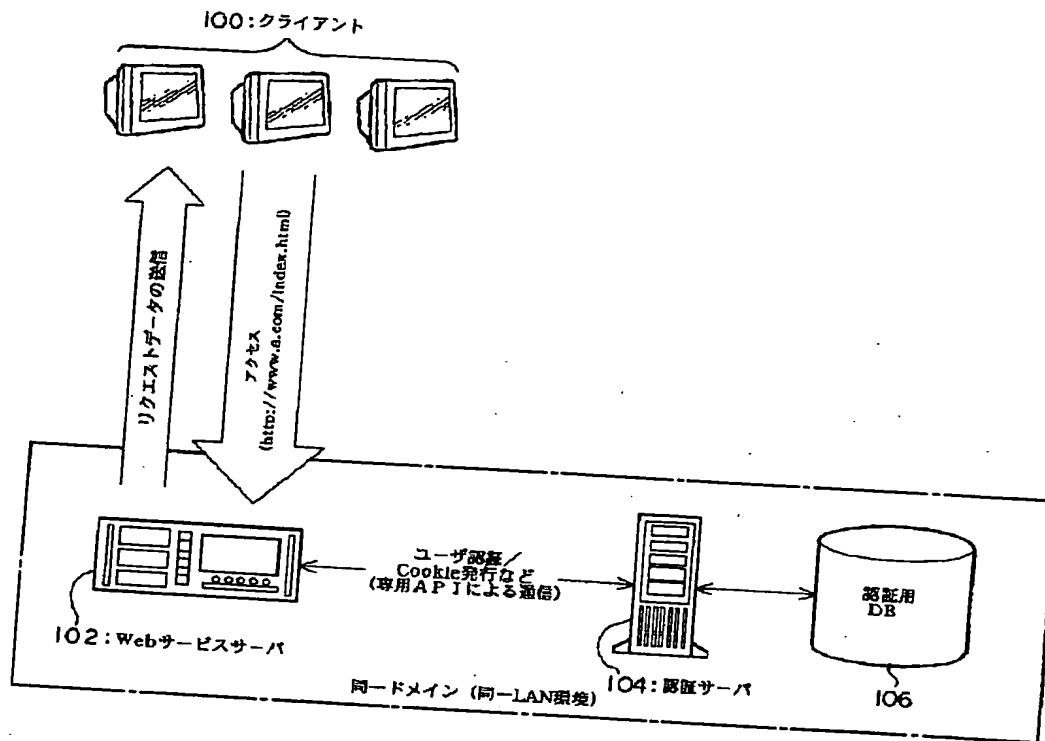 100:クライアント
リクエストデータの送信
アクセス
(http://www.a.com/index.html)
ユーザ認証/
Cookie発行など
(専用APIによる通信)
認証用
DB
102:Webサービスサーバ
104:認証サーバ
106
同一ドメイン (同一LAN環境)